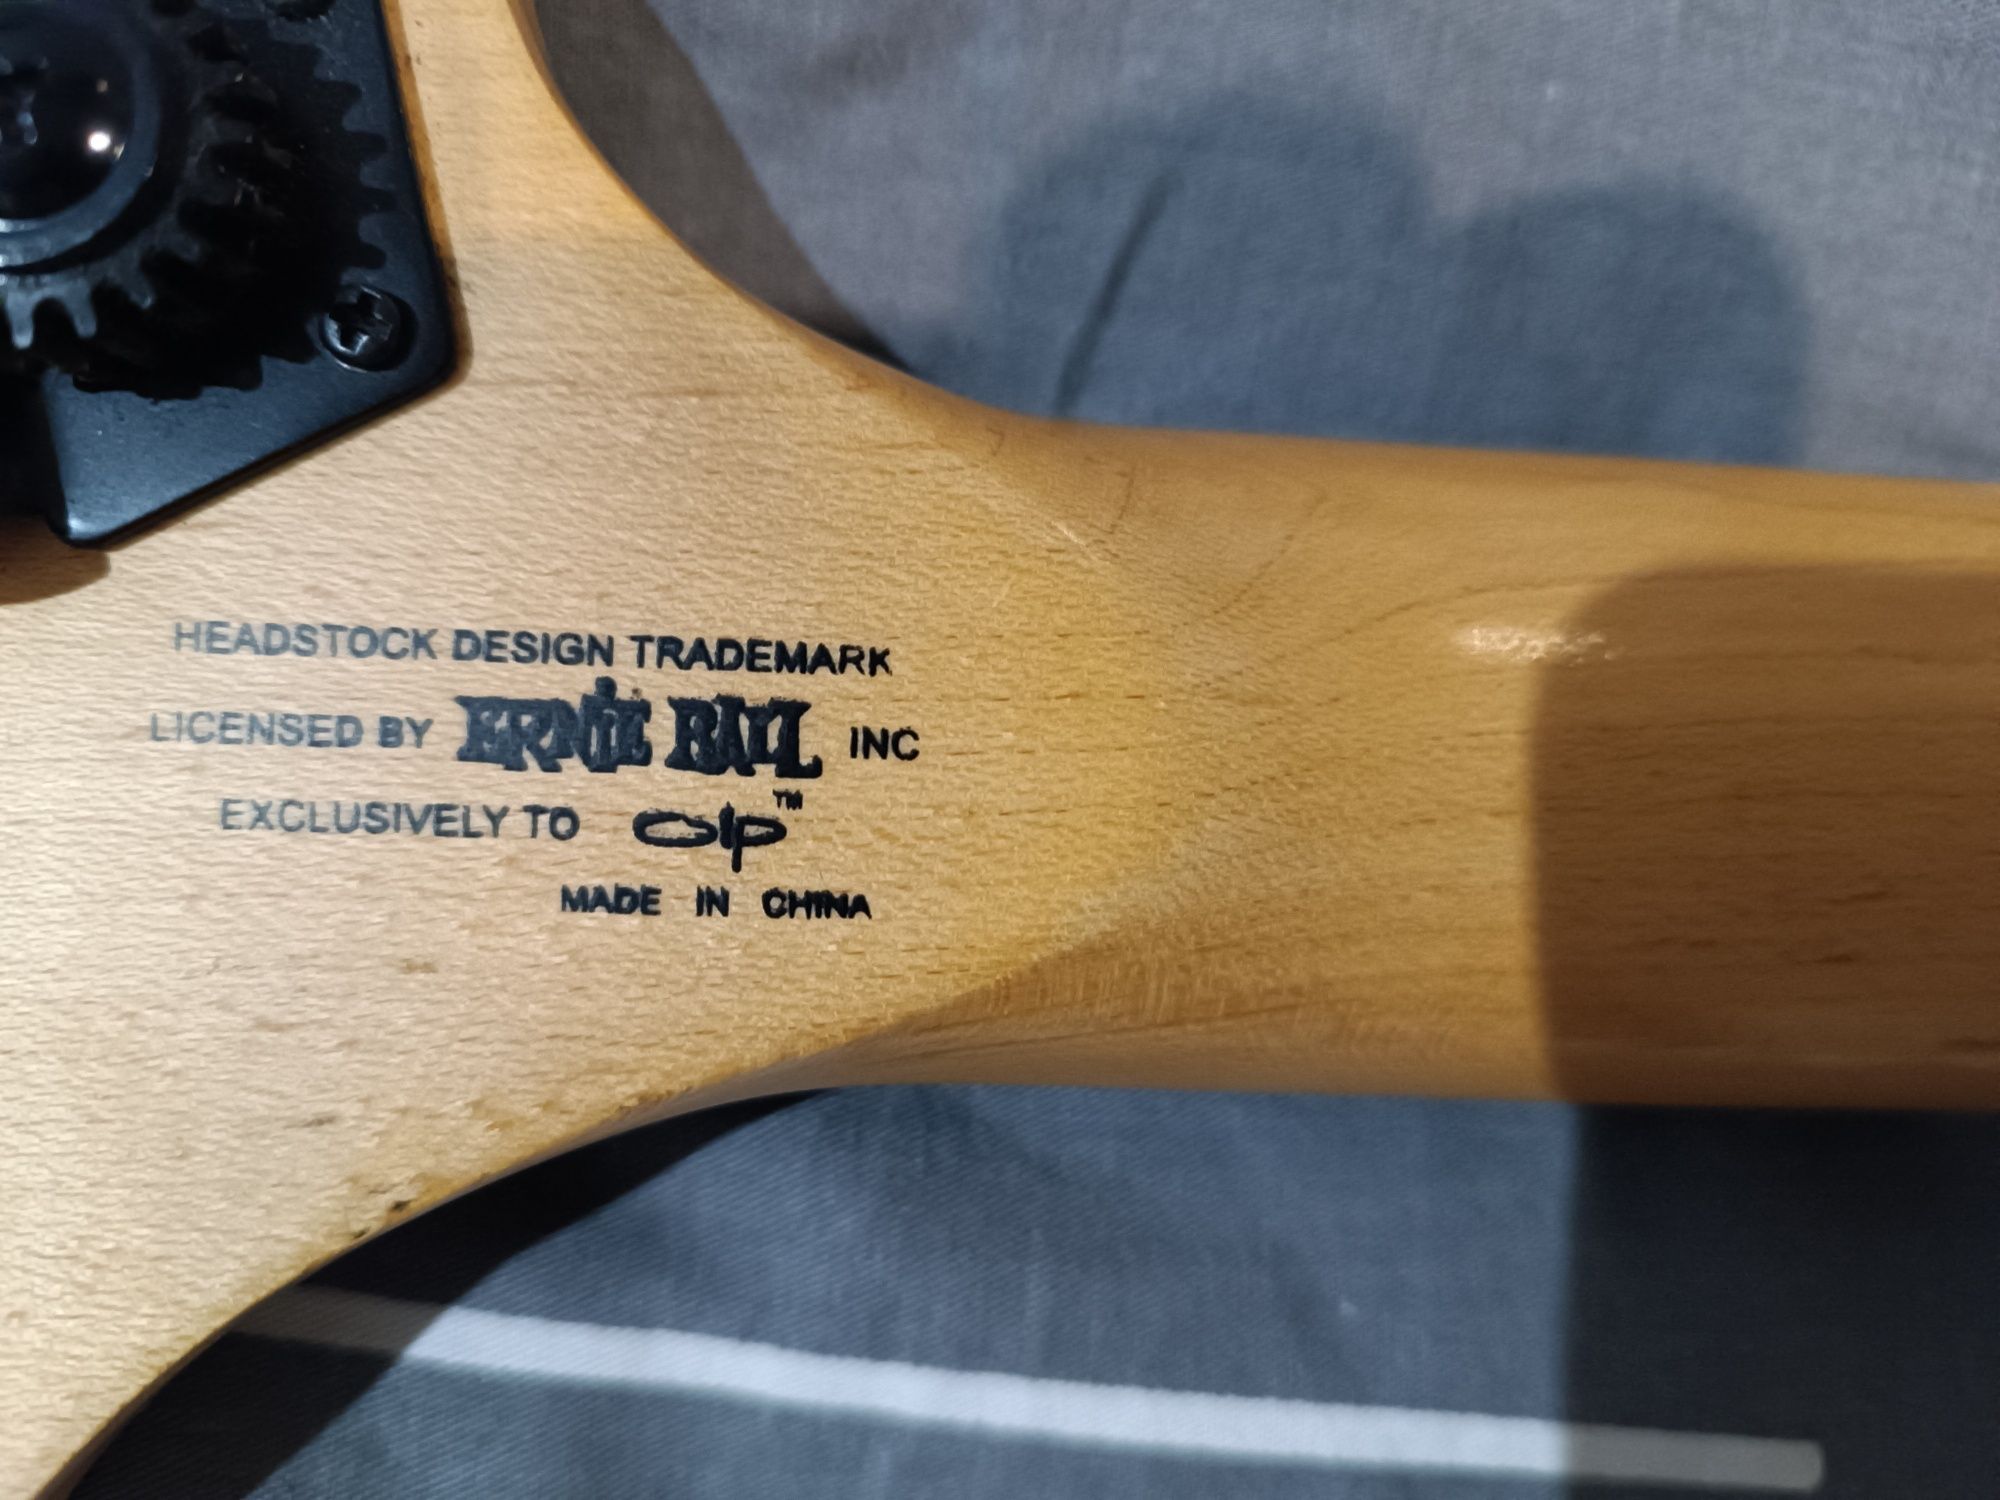 HEADSTOCK DESIGN TRADEMARK
LICENSED BY ERNIE BALL INC
EXCLUSIVELY TO olp™
MADE IN CHINA